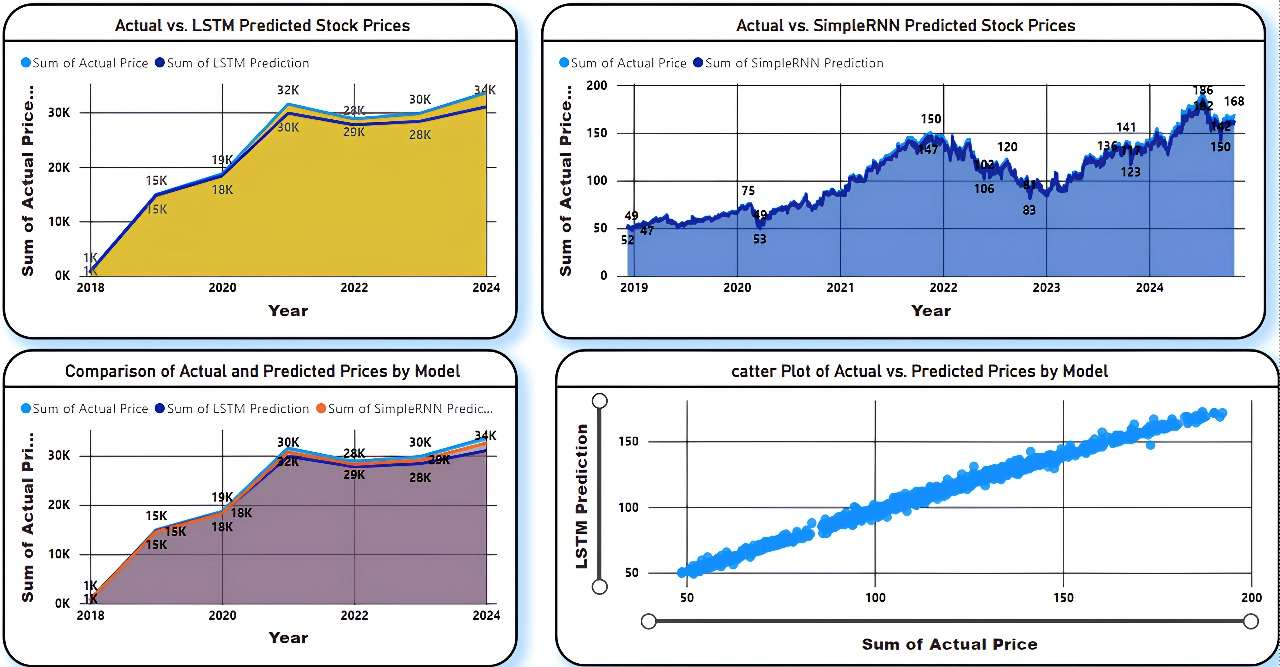 Actual vs. LSTM Predicted Stock Prices
Sum of Actual Price Sum of LSTM Prediction
Sum of Actual Price...
30K
20K
10K
0K
1K
1K
15K
15K
19K
18K
32K
30K
28K
29K
30K
28K
34K
2018 2020 2022 2024
Year
Actual vs. SimpleRNN Predicted Stock Prices
Sum of Actual Price Sum of SimpleRNN Prediction
Sum of Actual Price...
200
150
100
50
0
49
52
47
75
49
53
150
147
102
106
120
81
83
136
141
117
123
186
182
168
142
150
2019 2020 2021 2022 2023 2024
Year
Comparison of Actual and Predicted Prices by Model
Sum of Actual Price Sum of LSTM Prediction Sum of SimpleRNN Predic...
Sum of Actual Pri...
30K
20K
10K
0K
1K
1K
15K
15K
15K
19K
18K
18K
30K
32K
28K
29K
30K
29K
28K
34K
2018 2020 2022 2024
Year
catter Plot of Actual vs. Predicted Prices by Model
LSTM Prediction
150
100
50
50 100 150 200
Sum of Actual Price